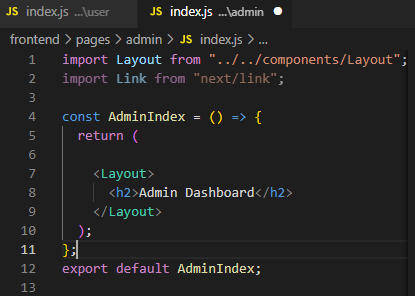 JS index.js ...\user JS index.js ...\admin
frontend > pages > admin > JS index.js > ...
1 import Layout from "../../components/Layout";
2 import Link from "next/link";
3
4 const AdminIndex = () => {
5 return (
6
7 <Layout>
8 <h2>Admin Dashboard</h2>
9 </Layout>
10 );
11 };
12 export default AdminIndex;
13